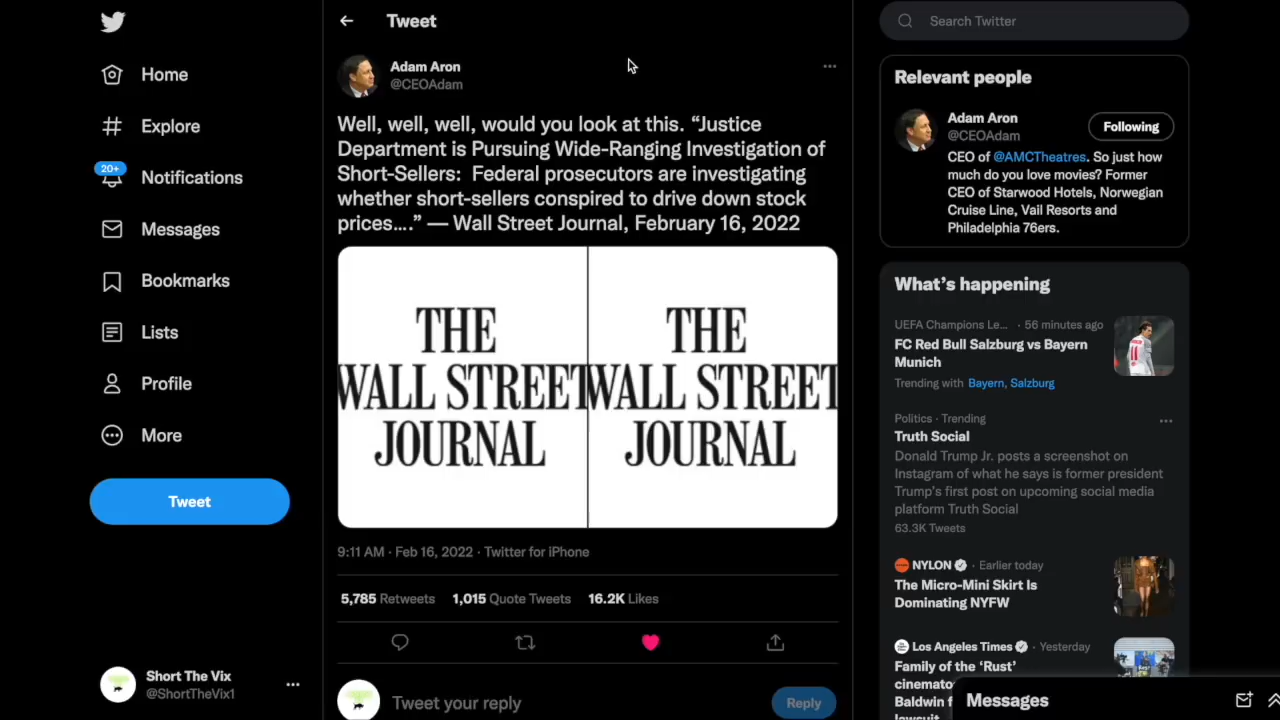 Home
Explore
20+
Notifications
Messages
Bookmarks
Lists
Profile
More
Tweet
Short The Vix
@ShortTheVix1
Tweet
Adam Aron
@CEOAdam
Well, well, well, would you look at this. “Justice
Department is Pursuing Wide-Ranging Investigation of
Short-Sellers:  Federal prosecutors are investigating
whether short-sellers conspired to drive down stock
prices....” — Wall Street Journal, February 16, 2022
THE
WALL STREET
JOURNAL
THE
WALL STREET
JOURNAL
9:11 AM · Feb 16, 2022 · Twitter for iPhone
5,785 Retweets 1,015 Quote Tweets 16.2K Likes
Tweet your reply
Reply
Search Twitter
Relevant people
Adam Aron
@CEOAdam
Following
CEO of @AMCTheatres. So just how
much do you love movies? Former
CEO of Starwood Hotels, Norwegian
Cruise Line, Vail Resorts and
Philadelphia 76ers.
What’s happening
UEFA Champions Le... · 56 minutes ago
FC Red Bull Salzburg vs Bayern
Munich
Trending with Bayern, Salzburg
Politics · Trending
Truth Social
Donald Trump Jr. posts a screenshot on
Instagram of what he says is former president
Trump’s first post on upcoming social media
platform Truth Social
63.3K Tweets
NYLON · Earlier today
The Micro-Mini Skirt Is
Dominating NYFW
Los Angeles Times · Yesterday
Family of the ‘Rust’
cinemato
Baldwin f
lawsuit
Messages